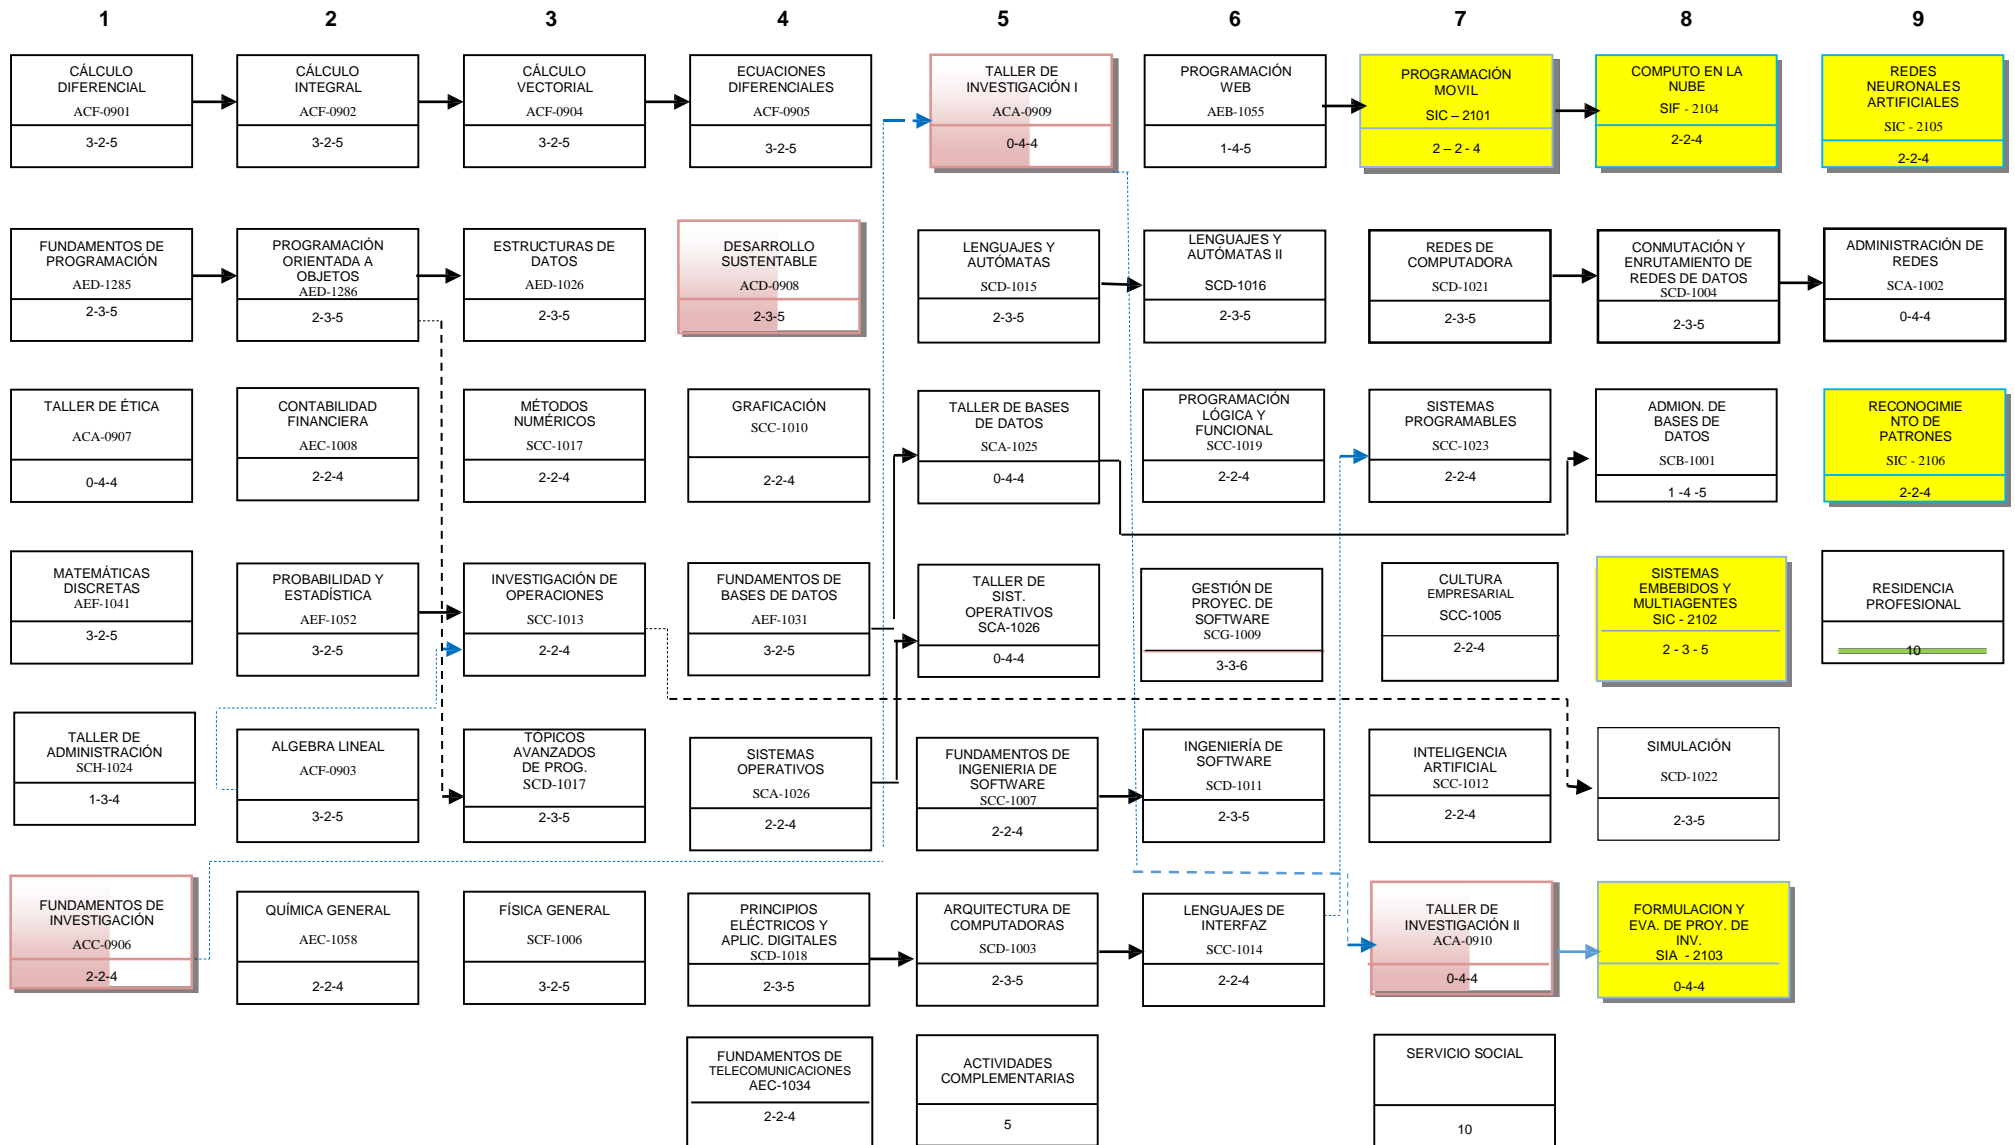 1 2 3 4 5 6 7 8 9
CÁLCULO
DIFERENCIAL
ACF-0901
3-2-5
CÁLCULO
INTEGRAL
ACF-0902
3-2-5
CÁLCULO
VECTORIAL
ACF-0904
3-2-5
ECUACIONES
DIFERENCIALES
ACF-0905
3-2-5
TALLER DE
INVESTIGACIÓN I
ACA-0909
0-4-4
PROGRAMACIÓN
WEB
AEB-1055
1-4-5
PROGRAMACIÓN
MOVIL
SIC – 2101
2 – 2 - 4
COMPUTO EN LA
NUBE
SIF - 2104
2-2-4
REDES
NEURONALES
ARTIFICIALES
SIC - 2105
2-2-4
FUNDAMENTOS DE
PROGRAMACIÓN
AED-1285
2-3-5
PROGRAMACIÓN
ORIENTADA A
OBJETOS
AED-1286
2-3-5
ESTRUCTURAS DE
DATOS
AED-1026
2-3-5
DESARROLLO
SUSTENTABLE
ACD-0908
2-3-5
LENGUAJES Y
AUTÓMATAS
SCD-1015
2-3-5
LENGUAJES Y
AUTÓMATAS II
SCD-1016
2-3-5
REDES DE
COMPUTADORA
SCD-1021
2-3-5
CONMUTACIÓN Y
ENRUTAMIENTO DE
REDES DE DATOS
SCD-1004
2-3-5
ADMINISTRACIÓN DE
REDES
SCA-1002
0-4-4
TALLER DE ÉTICA
ACA-0907
0-4-4
CONTABILIDAD
FINANCIERA
AEC-1008
2-2-4
MÉTODOS
NUMÉRICOS
SCC-1017
2-2-4
GRAFICACIÓN
SCC-1010
2-2-4
TALLER DE BASES
DE DATOS
SCA-1025
0-4-4
PROGRAMACIÓN
LÓGICA Y
FUNCIONAL
SCC-1019
2-2-4
SISTEMAS
PROGRAMABLES
SCC-1023
2-2-4
ADMION. DE
BASES DE
DATOS
SCB-1001
1 -4 -5
RECONOCIMIE
NTO DE
PATRONES
SIC - 2106
2-2-4
MATEMÁTICAS
DISCRETAS
AEF-1041
3-2-5
PROBABILIDAD Y
ESTADÍSTICA
AEF-1052
3-2-5
INVESTIGACIÓN DE
OPERACIONES
SCC-1013
2-2-4
FUNDAMENTOS DE
BASES DE DATOS
AEF-1031
3-2-5
TALLER DE
SIST.
OPERATIVOS
SCA-1026
0-4-4
GESTIÓN DE
PROYEC. DE
SOFTWARE
SCG-1009
3-3-6
CULTURA
EMPRESARIAL
SCC-1005
2-2-4
SISTEMAS
EMBEBIDOS Y
MULTIAGENTES
SIC - 2102
2 - 3 - 5
RESIDENCIA
PROFESIONAL
10
TALLER DE
ADMINISTRACIÓN
SCH-1024
1-3-4
ALGEBRA LINEAL
ACF-0903
3-2-5
TÓPICOS
AVANZADOS
DE PROG.
SCD-1017
2-3-5
SISTEMAS
OPERATIVOS
SCA-1026
2-2-4
FUNDAMENTOS DE
INGENIERIA DE
SOFTWARE
SCC-1007
2-2-4
INGENIERÍA DE
SOFTWARE
SCD-1011
2-3-5
INTELIGENCIA
ARTIFICIAL
SCC-1012
2-2-4
SIMULACIÓN
SCD-1022
2-3-5
FUNDAMENTOS DE
INVESTIGACIÓN
ACC-0906
2-2-4
QUÍMICA GENERAL
AEC-1058
2-2-4
FÍSICA GENERAL
SCF-1006
3-2-5
PRINCIPIOS
ELÉCTRICOS Y
APLIC. DIGITALES
SCD-1018
2-3-5
ARQUITECTURA DE
COMPUTADORAS
SCD-1003
2-3-5
LENGUAJES DE
INTERFAZ
SCC-1014
2-2-4
TALLER DE
INVESTIGACIÓN II
ACA-0910
0-4-4
FORMULACION Y
EVA. DE PROY. DE
INV.
SIA - 2103
0-4-4
FUNDAMENTOS DE
TELECOMUNICACIONES
AEC-1034
2-2-4
ACTIVIDADES
COMPLEMENTARIAS
5
SERVICIO SOCIAL
10